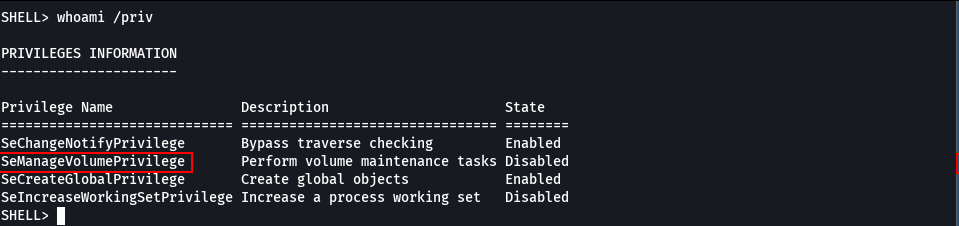 SHELL> whoami /priv
PRIVILEGES INFORMATION
----------------------
Privilege Name                Description                      State
============================= ================================ ========
SeChangeNotifyPrivilege       Bypass traverse checking         Enabled
SeManageVolumePrivilege       Perform volume maintenance tasks Disabled
SeCreateGlobalPrivilege       Create global objects            Enabled
SeIncreaseWorkingSetPrivilege Increase a process working set   Disabled
SHELL>